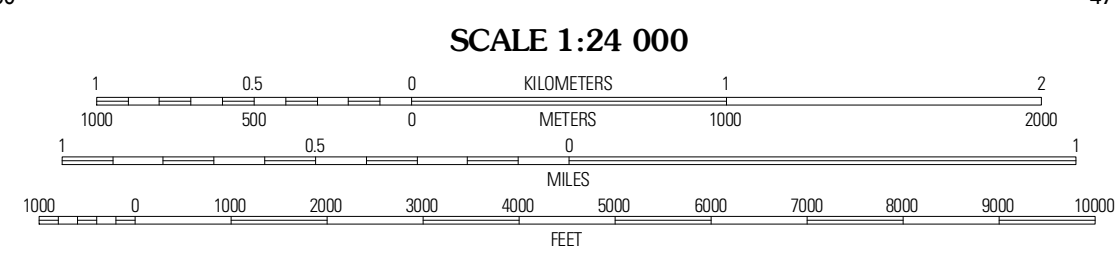 SCALE 1:24 000
1 0.5 0 KILOMETERS 1 2
1000 500 0 METERS 1000 2000
1 0.5 0 1
MILES
1000 0 1000 2000 3000 4000 5000 6000 7000 8000 9000 10000
FEET